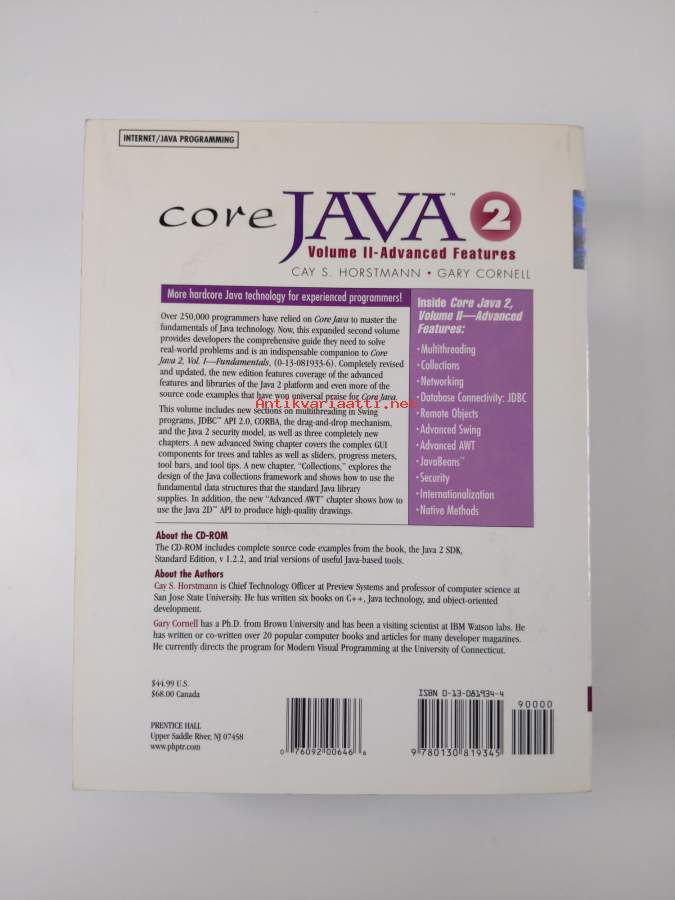 INTERNET/JAVA PROGRAMMING
core JAVA™ 2
Volume II-Advanced Features
CAY S. HORSTMANN • GARY CORNELL
More hardcore Java technology for experienced programmers!
Over 250,000 programmers have relied on Core Java to master the
fundamentals of Java technology. Now, this expanded second volume
provides developers the comprehensive guide they need to solve
real-world problems and is an indispensable companion to Core
Java 2, Vol. I—Fundamentals, (0-13-081933-6). Completely revised
and updated, the new edition features coverage of the advanced
features and libraries of the Java 2 platform and even more of the
source code examples that have won universal praise for Core Java.
Antikvariaatti.net
This volume includes new sections on multithreading in Swing
programs, JDBC™ API 2.0, CORBA, the drag-and-drop mechanism,
and the Java 2 security model, as well as three completely new
chapters. A new advanced Swing chapter covers the complex GUI
components for trees and tables as well as sliders, progress meters,
tool bars, and tool tips. A new chapter, "Collections," explores the
design of the Java collections framework and shows how to use the
fundamental data structures that the standard Java library
supplies. In addition, the new "Advanced AWT" chapter shows how to
use the Java 2D™ API to produce high-quality drawings.
Inside Core Java 2,
Volume II—Advanced
Features:
• Multithreading
• Collections
• Networking
• Database Connectivity: JDBC
• Remote Objects
• Advanced Swing
• Advanced AWT
• JavaBeans™
• Security
• Internationalization
• Native Methods
About the CD-ROM
The CD-ROM includes complete source code examples from the book, the Java 2 SDK,
Standard Edition, v 1.2.2, and trial versions of useful Java-based tools.
About the Authors
Cay S. Horstmann is Chief Technology Officer at Preview Systems and professor of computer science at
San Jose State University. He has written six books on C++, Java technology, and object-oriented
development.
Gary Cornell has a Ph.D. from Brown University and has been a visiting scientist at IBM Watson labs. He
has written or co-written over 20 popular computer books and articles for many developer magazines.
He currently directs the program for Modern Visual Programming at the University of Connecticut.
$44.99 U.S.
$68.00 Canada
PRENTICE HALL
Upper Saddle River, NJ 07458
www.phptr.com
0 76092 00646 6
ISBN 0-13-081934-4
90000
9 780130 819345